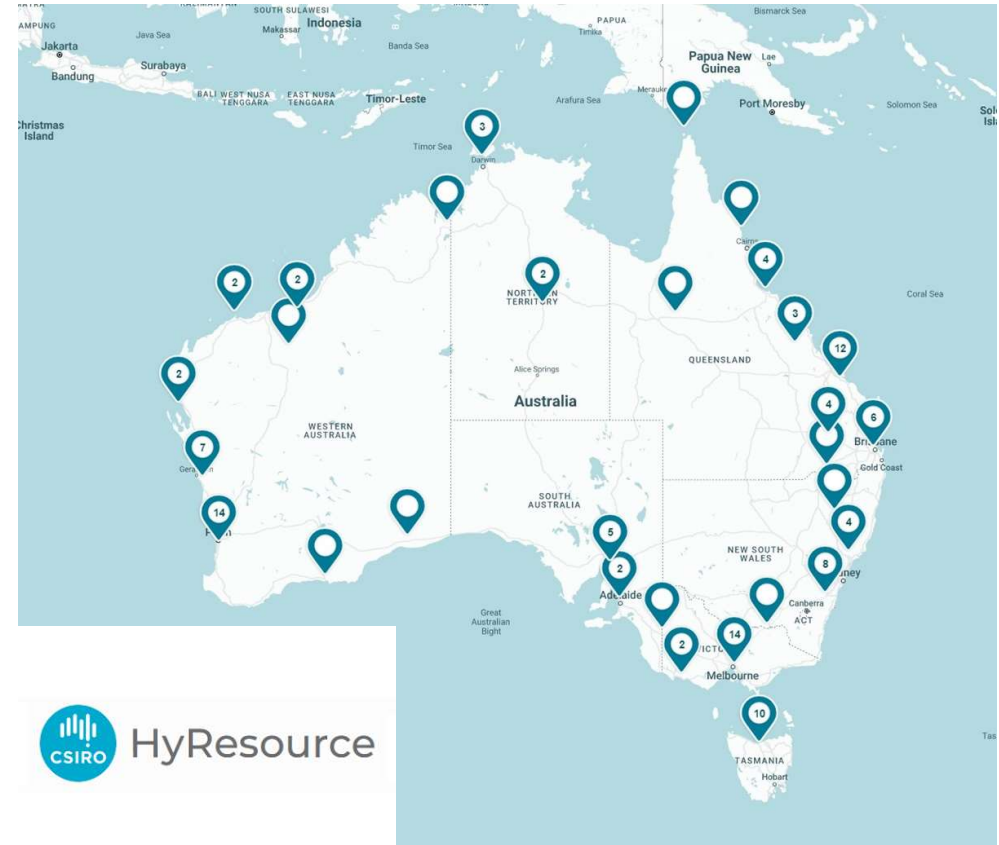 SOUTH SULAWESI
Indonesia
Makassar
PAPUA
Timika
Bismarck Sea
AMPUNG
Jakarta
Java Sea
Banda Sea
Papua New
Guinea
Lae
Surabaya
Bandung
BALI
WEST NUSA
TENGGARA
EAST NUSA
TENGGARA
Timor-Leste
Arafura Sea
Port Moresby
Solomon Sea
Christmas
Island
3
Timor Sea
Darwin
4
2
2
2
NORTHERN
TERRITORY
Coral Sea
3
12
QUEENSLAND
2
Alice Springs
Australia
4
6
WESTERN
AUSTRALIA
7
Gold Coast
SOUTH
AUSTRALIA
14
4
5
NEW SOUTH
WALES
8
2
Canberra
ACT
Great
Australian
Bight
14
2
Melbourne
10
TASMANIA
Hobart
CSIRO
HyResource